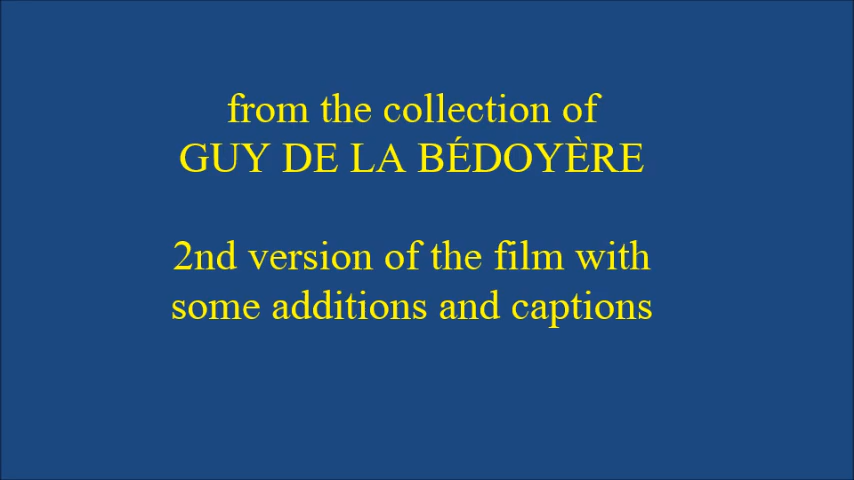 from the collection of
GUY DE LA BÉDOYÈRE
2nd version of the film with
some additions and captions